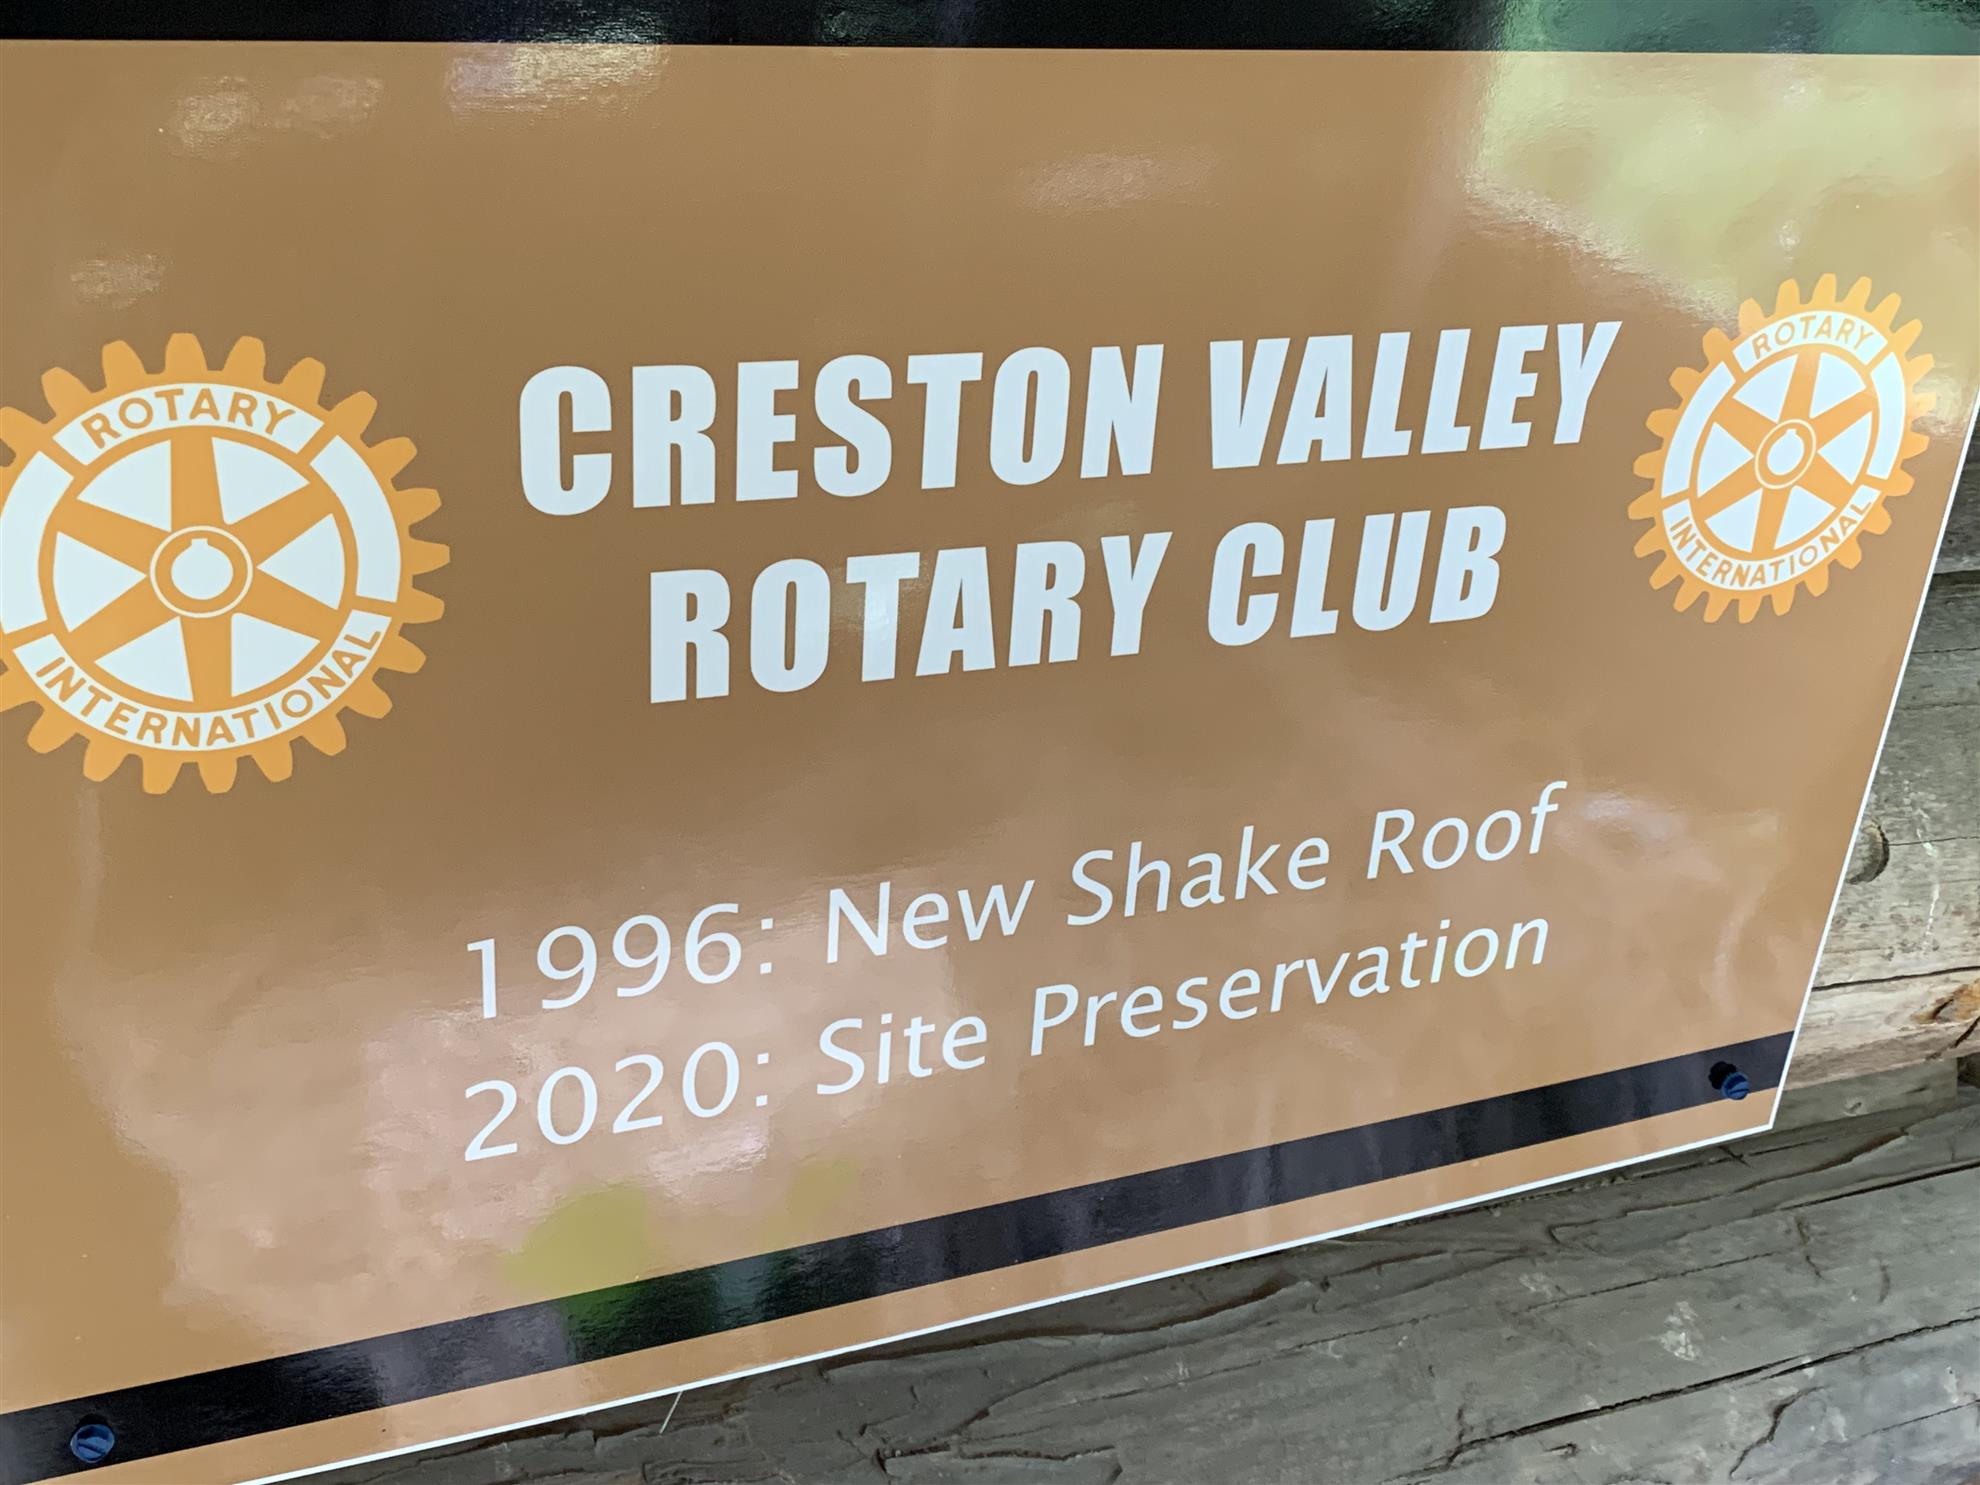 ROTARY
INTERNATIONAL
CRESTON VALLEY
ROTARY CLUB
ROTARY
INTERNATIONAL
1996: New Shake Roof
2020: Site Preservation